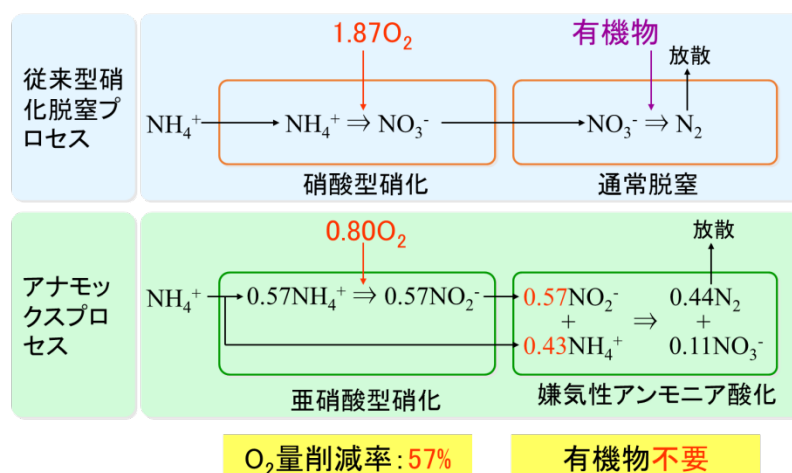 従来型硝
化脱窒プ
ロセス
1.87O₂
有機物
放散
NH₄⁺
NH₄⁺ ⇒ NO₃⁻
NO₃⁻ ⇒ N₂
硝酸型硝化
通常脱窒
アナモッ
クスプロ
セス
0.80O₂
放散
NH₄⁺
0.57NH₄⁺ ⇒ 0.57NO₂⁻
0.57NO₂⁻
+
0.43NH₄⁺
⇒
0.44N₂
+
0.11NO₃⁻
亜硝酸型硝化
嫌気性アンモニア酸化
O₂量削減率:57%
有機物不要